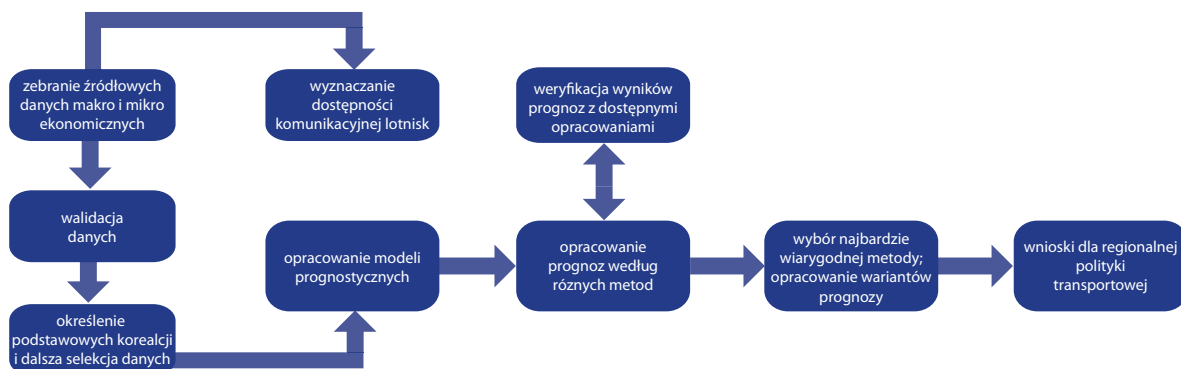 zebranie źródłowych
danych makro i mikro
ekonomicznych
wyznaczanie
dostępności
komunikacyjnej lotnisk
weryfikacja wyników
prognoz z dostępnymi
opracowaniami
walidacja
danych
opracowanie modeli
prognostycznych
opracowanie
prognoz według
róznych metod
wybór najbardzie
wiarygodnej metody;
opracowanie wariantów
prognozy
wnioski dla regionalnej
polityki
transportowej
określenie
podstawowych korealcji
i dalsza selekcja danych